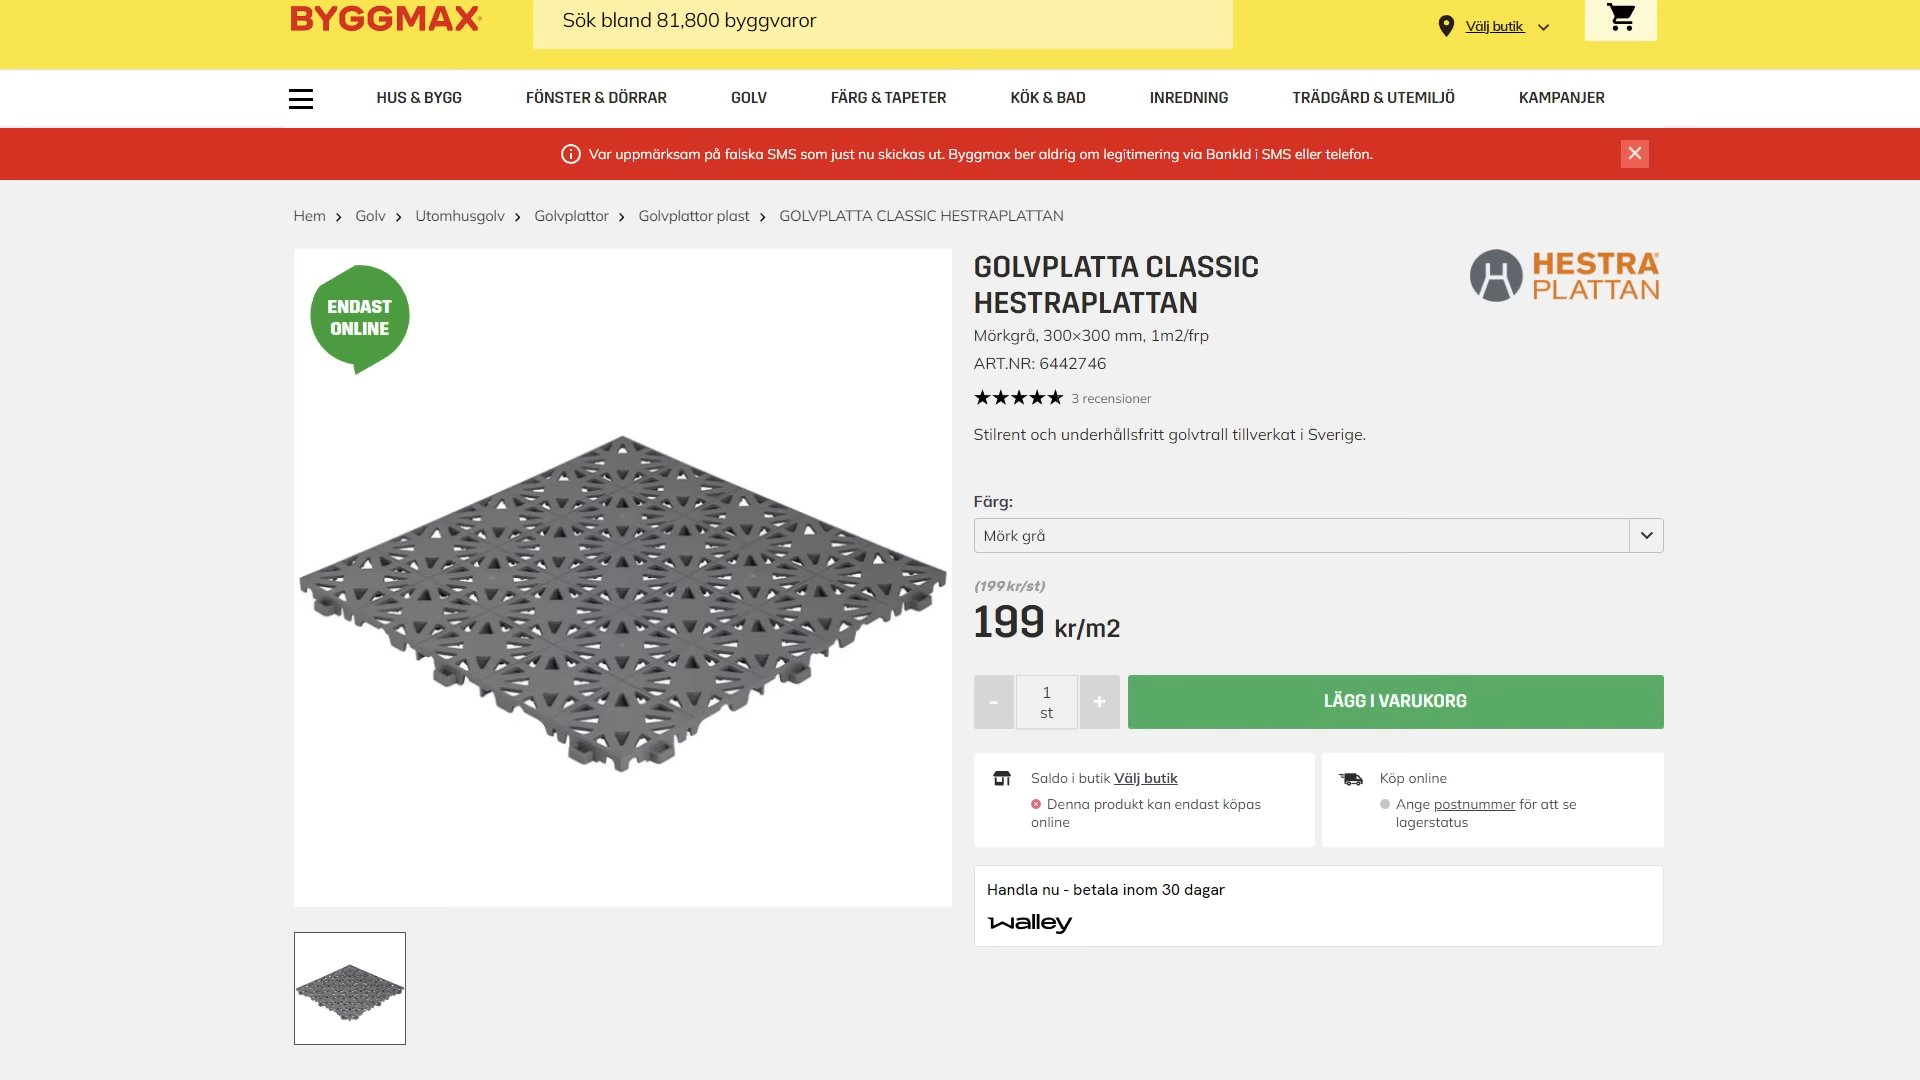 BYGGMAX
Sök bland 81,800 byggvaror
Välj butik
HUS & BYGG
FÖNSTER & DÖRRAR
GOLV
FÄRG & TAPETER
KÖK & BAD
INREDNING
TRÄDGÅRD & UTEMILJÖ
KAMPANJER
Var uppmärksam på falska SMS som just nu skickas ut. Byggmax ber aldrig om legitimering via BankId i SMS eller telefon.
Hem
Golv
Utomhusgolv
Golvplattor
Golvplattor plast
GOLVPLATTA CLASSIC HESTRAPLATTAN
ENDAST
ONLINE
GOLVPLATTA CLASSIC
HESTRAPLATTAN
HESTRA
PLATTAN
Mörkgrå, 300×300 mm, 1m2/frp
ART.NR: 6442746
3 recensioner
Stilrent och underhållsfritt golvtrall tillverkat i Sverige.
Färg:
Mörk grå
(199 kr/st)
199 kr/m2
-
1
st
+
LÄGG I VARUKORG
Saldo i butik Välj butik
Denna produkt kan endast köpas
online
Köp online
Ange postnummer för att se
lagerstatus
Handla nu - betala inom 30 dagar
walley